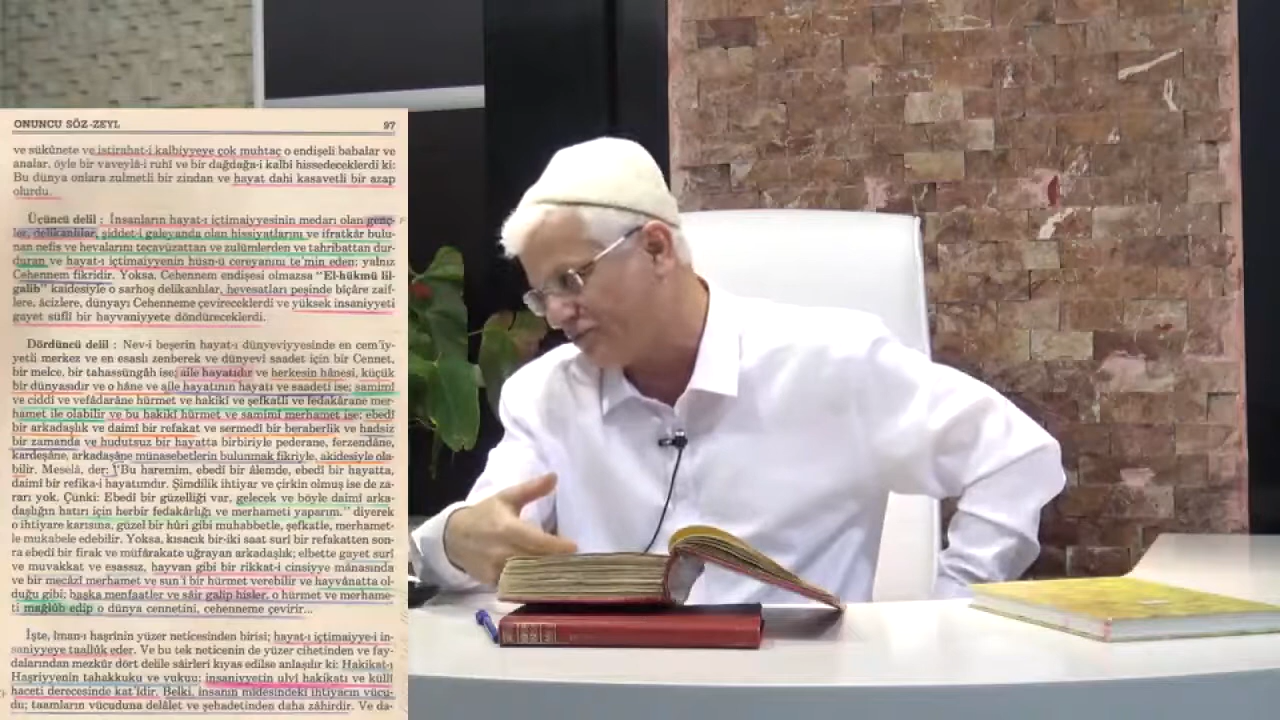 ONUNCU SÖZ-ZEYL 97
ve sükûnete ve istirahat-i kalbiyyeye çok muhtaç o endişeli babalar ve
analar, öyle bir vaveylâ-i ruhî ve bir dağdağa-i kalbî hissedeceklerdi ki:
Bu dünya onlara zulmetli bir zindan ve hayat dahi kasavetli bir azap
olurdu.
Üçüncü delil : İnsanların hayat-ı içtimaiyyesinin medarı olan genç-
ler, delikanlılar, şiddet-i galeyanda olan hissiyatlarını ve ifratkâr bulu-
nan nefis ve hevalarını tecavüzattan ve zulümlerden ve tahribattan dur-
duran ve hayat-ı içtimaiyyenin hüsn-ü cereyanını te'min eden; yalnız
Cehennem fikridir. Yoksa, Cehennem endişesi olmazsa "El-hükmü lil-
galib" kaidesiyle o sarhoş delikanlılar, hevesatları peşinde biçâre zaif-
lere, âcizlere, dünyayı Cehenneme çevireceklerdi ve yüksek insaniyyeti
gayet süflî bir hayvaniyyete döndüreceklerdi.
Dördüncü delil : Nev-i beşerin hayat-ı dünyeviyyesinde en cem'iy-
yetli merkez ve en esaslı zenberek ve dünyevî saadet için bir Cennet,
bir melce, bir tahassüngâh ise; aile hayatıdır ve herkesin hânesi, küçük
bir dünyasıdır ve o hâne ve aile hayatının hayatı ve saadeti ise; samimî
ve ciddî ve vefâdarâne hürmet ve hakikî ve şefkatli ve fedakârane mer-
hamet ile olabilir ve bu hakikî hürmet ve samimî merhamet ise; ebedî
bir arkadaşlık ve daimî bir refakat ve sermedî bir beraberlik ve hadsiz
bir zamanda ve hudutsuz bir hayatta birbiriyle pederane, ferzendâne,
kardeşâne, arkadaşâne münasebetlerin bulunmak fikriyle, akidesiyle ola-
bilir. Meselâ, der: "Bu haremim, ebedî bir âlemde, ebedî bir hayatta,
daimî bir refika-i hayatımdır. Şimdilik ihtiyar ve çirkin olmuş ise de za-
rarı yok. Çünki: Ebedî bir güzelliği var, gelecek ve böyle daimî arka-
daşlığın hatırı için herbir fedakârlığı ve merhameti yaparım." diyerek
o ihtiyare karısına, güzel bir hûri gibi muhabbetle, şefkatle, merhamet-
le mukabele edebilir. Yoksa, kısacık bir-iki saat surî bir refakatten son-
ra ebedî bir firak ve müfârakate uğrayan arkadaşlık; elbette gayet surî
ve muvakkat ve esassız, hayvan gibi bir rikkat-i cinsiyye mânasında
ve bir mecâzî merhamet ve sun'î bir hürmet verebilir ve hayvânatta ol-
duğu gibi; başka menfaatler ve sâir galip hisler, o hürmet ve merhame-
ti mağlûb edip o dünya cennetini, cehenneme çevirir...
İşte, îman-ı haşrînin yüzer neticesinden birisi; hayat-ı içtimaiyye-i in-
saniyyeye taallûk eder. Ve bu tek neticenin de yüzer cihetinden ve fay-
dalarından mezkûr dört delile sâirleri kıyas edilse anlaşılır ki: Hakikat-ı
Haşriyyenin tahakkuku ve vukuu; insaniyyetin ulvî hakikatı ve küllî
haceti derecesinde kat'îdir. Belki, insanın midesindeki ihtiyacın vücu-
du; taamların vücuduna delâlet ve şehadetinden daha zâhirdir. Ve da-